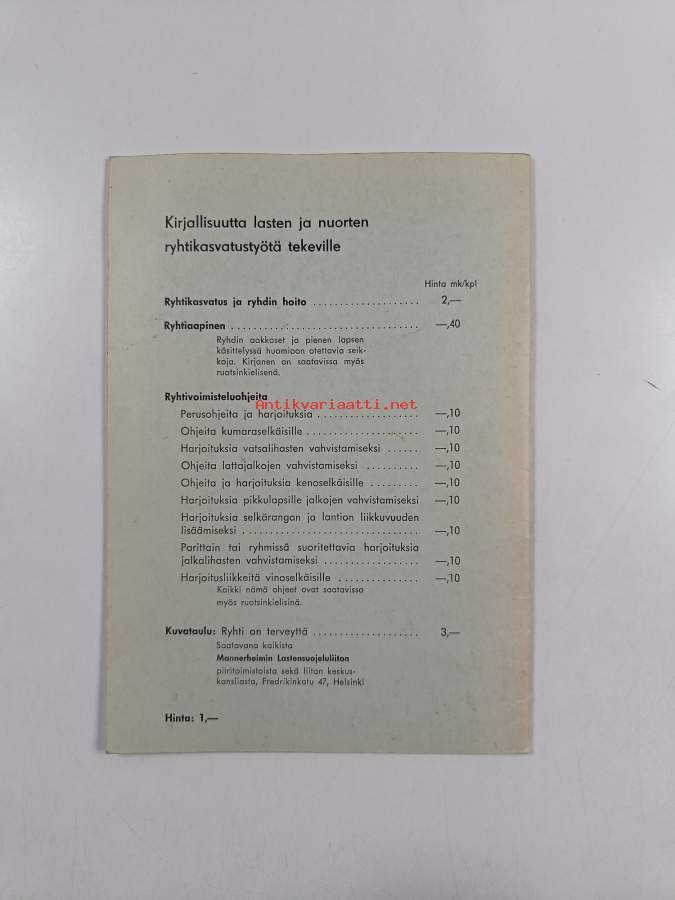 Kirjallisuutta lasten ja nuorten
ryhtikasvatustyötä tekeville
Hinta mk/kpl
Ryhtikasvatus ja ryhdin hoito .................... 2,—
Ryhtiaapinen .................................... —,40
Ryhdin aakkoset ja pienen lapsen
käsittelyssä huomioon otettavia seik-
koja. Kirjanen on saatavissa myös
ruotsinkielisenä.
Ryhtivoimisteluohjeita
Antikvariaatti.net
Perusohjeita ja harjoituksia ................... —,10
Ohjeita kumaraselkäisille ..................... —,10
Harjoituksia vatsalihasten vahvistamiseksi ...... —,10
Ohjeita lattajalkojen vahvistamiseksi .......... —,10
Ohjeita ja harjoituksia kenoselkäisille ......... —,10
Harjoituksia pikkulapsille jalkojen vahvistamiseksi —,10
Harjoituksia selkärangan ja lantion liikkuvuuden
lisäämiseksi .................................. —,10
Parittain tai ryhmissä suoritettavia harjoituksia
jalkalihasten vahvistamiseksi .................. —,10
Harjoitusliikkeitä vinoselkäisille ............... —,10
Kaikki nämä ohjeet ovat saatavissa
myös ruotsinkielisinä.
Kuvataulu: Ryhti on terveyttä .................... 3,—
Saatavana kaikista
Mannerheimin Lastensuojeluliiton
piiritoimistoista sekä liiton keskus-
kansliasta, Fredrikinkatu 47, Helsinki
Hinta: 1,—